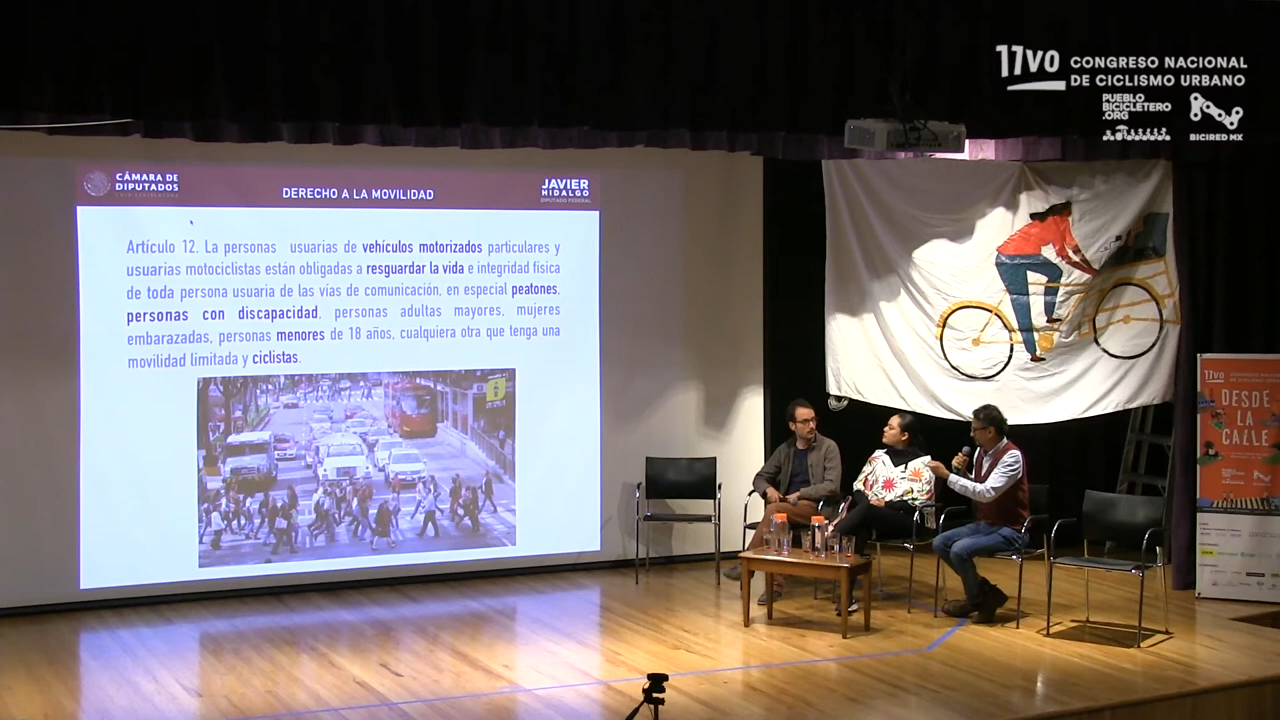 11vo CONGRESO NACIONAL
DE CICLISMO URBANO
PUEBLO
BICICLETERO
.ORG
BICIRED MX
CÁMARA DE
DIPUTADOS
DERECHO A LA MOVILIDAD
JAVIER
HIDALGO
DIPUTADO FEDERAL
Artículo 12. La personas usuarias de vehículos motorizados particulares y
usuarias motociclistas están obligadas a resguardar la vida e integridad física
de toda persona usuaria de las vías de comunicación, en especial peatones,
personas con discapacidad, personas adultas mayores, mujeres
embarazadas, personas menores de 18 años, cualquiera otra que tenga una
movilidad limitada y ciclistas.
11vo CONGRESO NACIONAL
DESDE
LA
CALLE